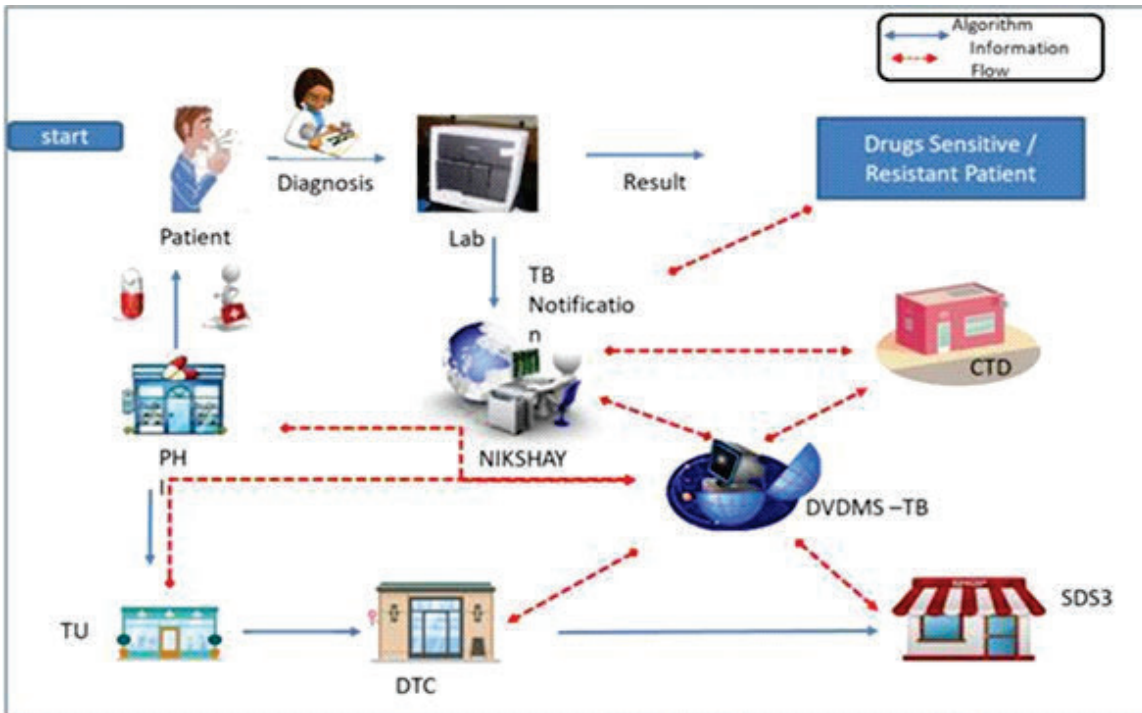 Algorithm
Information
Flow
start
Drugs Sensitive /
Resistant Patient
Diagnosis
Result
Patient
Lab
TB
Notificatio
n
CTD
PH
I
NIKSHAY
DVDMS –TB
SDS3
TU
DTC